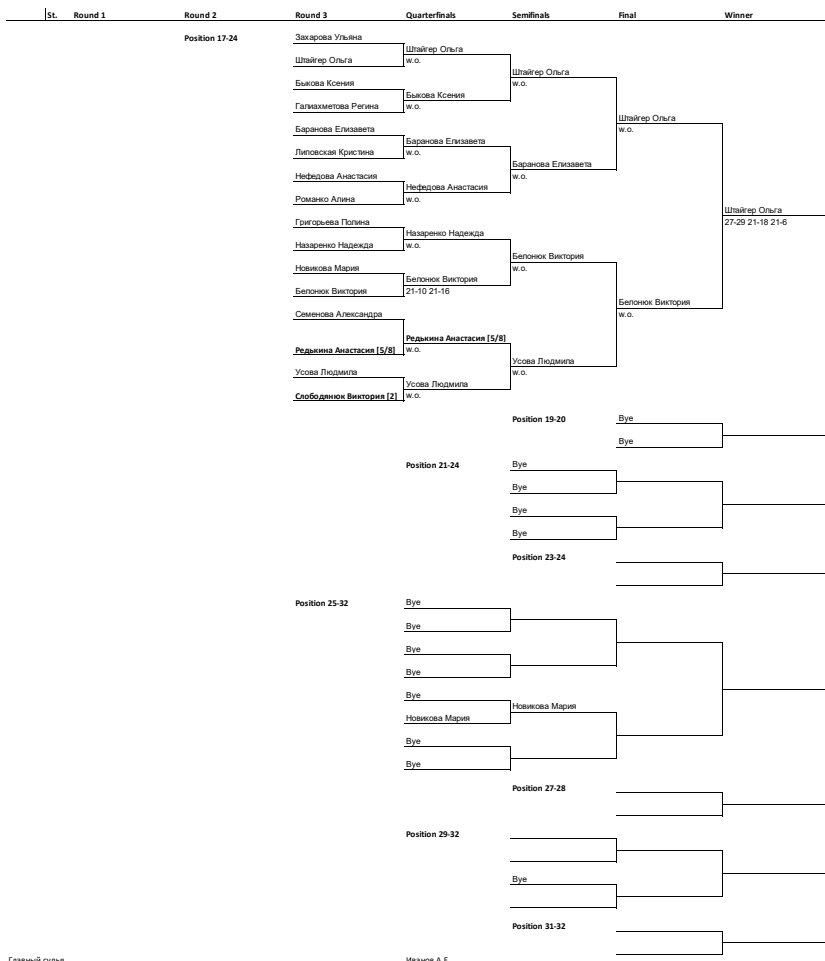 St. Round 1 Round 2 Round 3 Quarterfinals Semifinals Final Winner
Position 17-24 Захарова Ульяна
Штайгер Ольга
Штайгер Ольга w.o.
Штайгер Ольга
Быкова Ксения w.o.
Быкова Ксения
Галиахметова Регина w.o.
Штайгер Ольга
Баранова Елизавета w.o.
Баранова Елизавета
Липовская Кристина w.o.
Баранова Елизавета
Нефедова Анастасия w.o.
Нефедова Анастасия
Романко Алина w.o.
Штайгер Ольга
Григорьева Полина 27-29 21-18 21-6
Назаренко Надежда
Назаренко Надежда w.o.
Белонюк Виктория
Новикова Мария w.o.
Белонюк Виктория
Белонюк Виктория 21-10 21-16
Белонюк Виктория
Семенова Александра w.o.
Редькина Анастасия [5/8]
Редькина Анастасия [5/8] w.o.
Усова Людмила
Усова Людмила w.o.
Усова Людмила
Слободянюк Виктория [2] w.o.
Position 19-20 Bye
Bye
Position 21-24 Bye
Bye
Bye
Bye
Position 23-24
Position 25-32 Bye
Bye
Bye
Bye
Bye
Новикова Мария
Новикова Мария
Bye
Bye
Position 27-28
Position 29-32
Bye
Position 31-32
Главный судья Иванов А.Е.